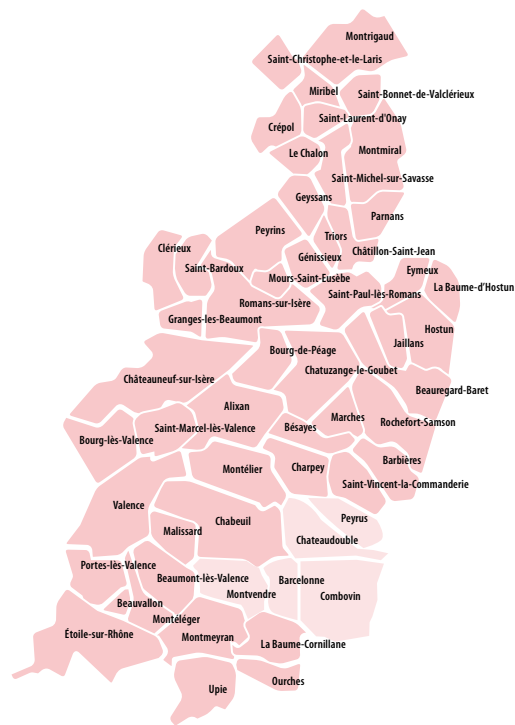 Montrigaud
Saint-Christophe-et-le-Laris
Miribel
Saint-Bonnet-de-Valclérieux
Saint-Laurent-d'Onay
Crépol
Le Chalon
Montmiral
Saint-Michel-sur-Savasse
Geyssans
Parnans
Peyrins
Triors
Clérieux
Châtillon-Saint-Jean
Génissieux
Saint-Bardoux
Eymeux
Mours-Saint-Eusèbe
La Baume-d'Hostun
Saint-Paul-lès-Romans
Romans-sur-Isère
Granges-les-Beaumont
Hostun
Jaillans
Bourg-de-Péage
Chatuzange-le-Goubet
Châteauneuf-sur-Isère
Beauregard-Baret
Alixan
Marches
Rochefort-Samson
Saint-Marcel-lès-Valence
Bésayes
Bourg-lès-Valence
Barbières
Montélier
Charpey
Saint-Vincent-la-Commanderie
Valence
Peyrus
Chabeuil
Malissard
Chateaudouble
Portes-lès-Valence
Beaumont-lès-Valence
Barcelonne
Montvendre
Combovin
Beauvallon
Montéléger
Étoile-sur-Rhône
Montmeyran
La Baume-Cornillane
Ourches
Upie